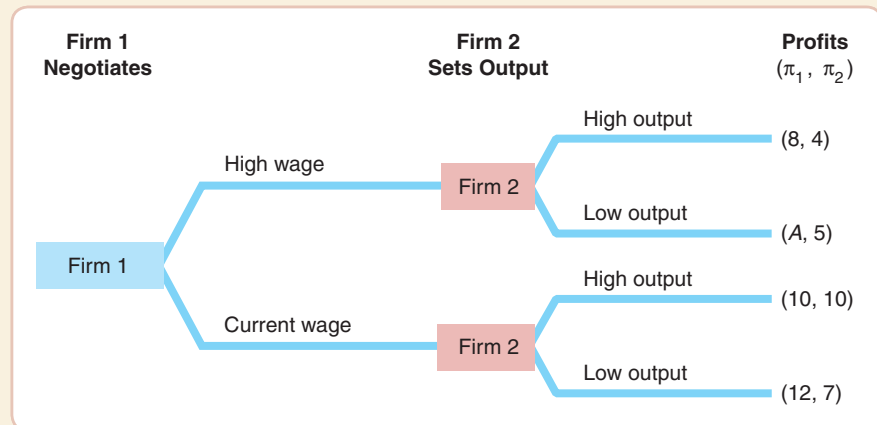 Firm 1
Negotiates
Firm 2
Sets Output
Profits
(π1, π2)
High output
(8, 4)
High wage
Firm 2
Low output
(A, 5)
Firm 1
High output
(10, 10)
Current wage
Firm 2
Low output
(12, 7)